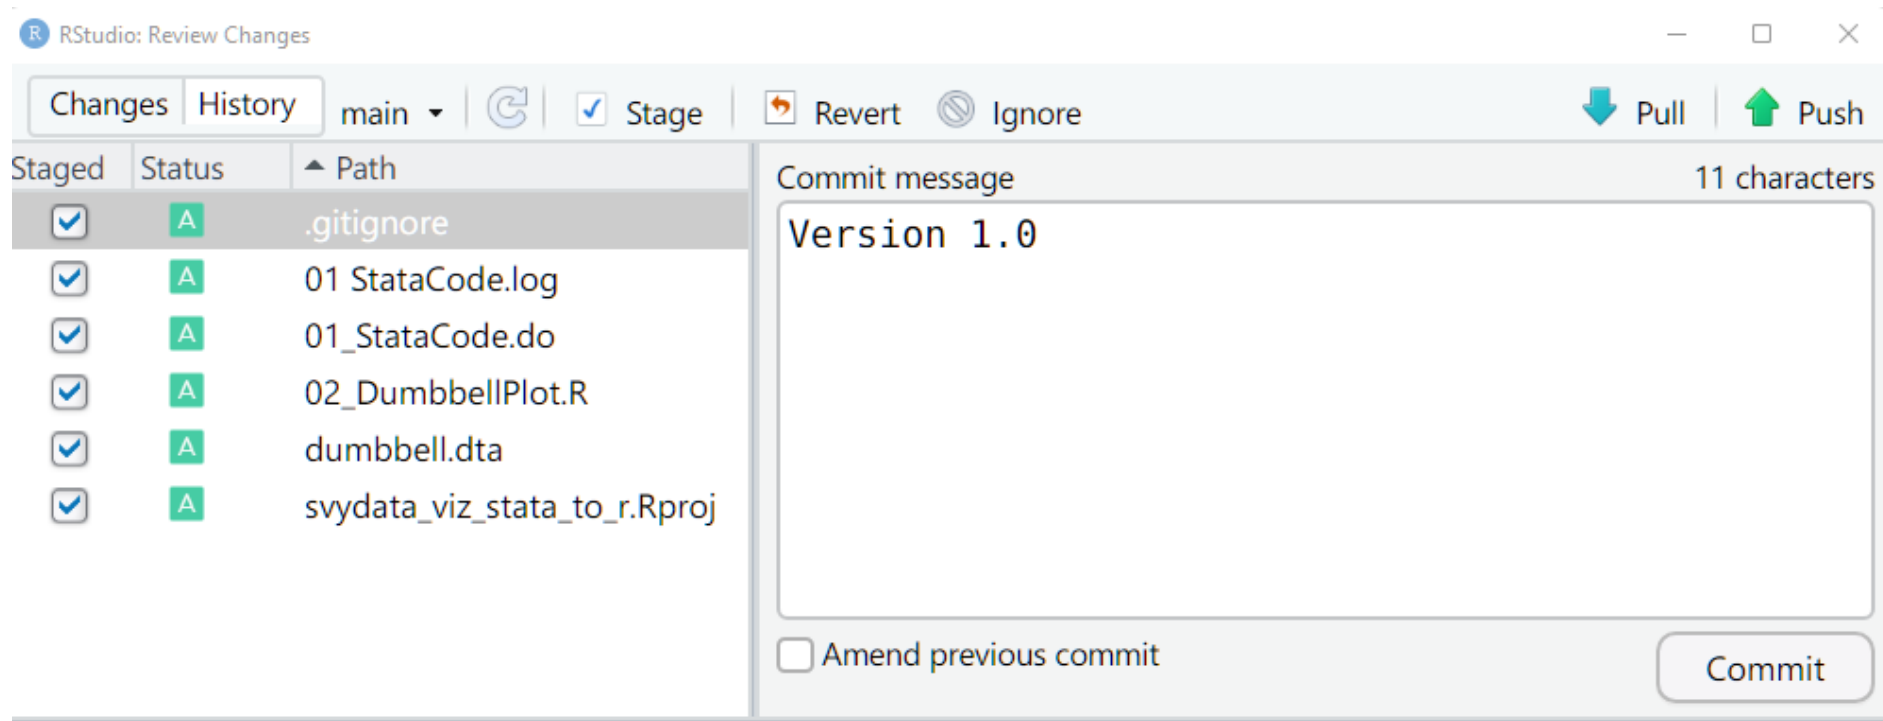 R RStudio: Review Changes
Changes History main Stage Revert Ignore Pull Push
Staged Status Path
A .gitignore
A 01 StataCode.log
A 01_StataCode.do
A 02_DumbbellPlot.R
A dumbbell.dta
A svydata_viz_stata_to_r.Rproj
Commit message 11 characters
Version 1.0
Amend previous commit
Commit